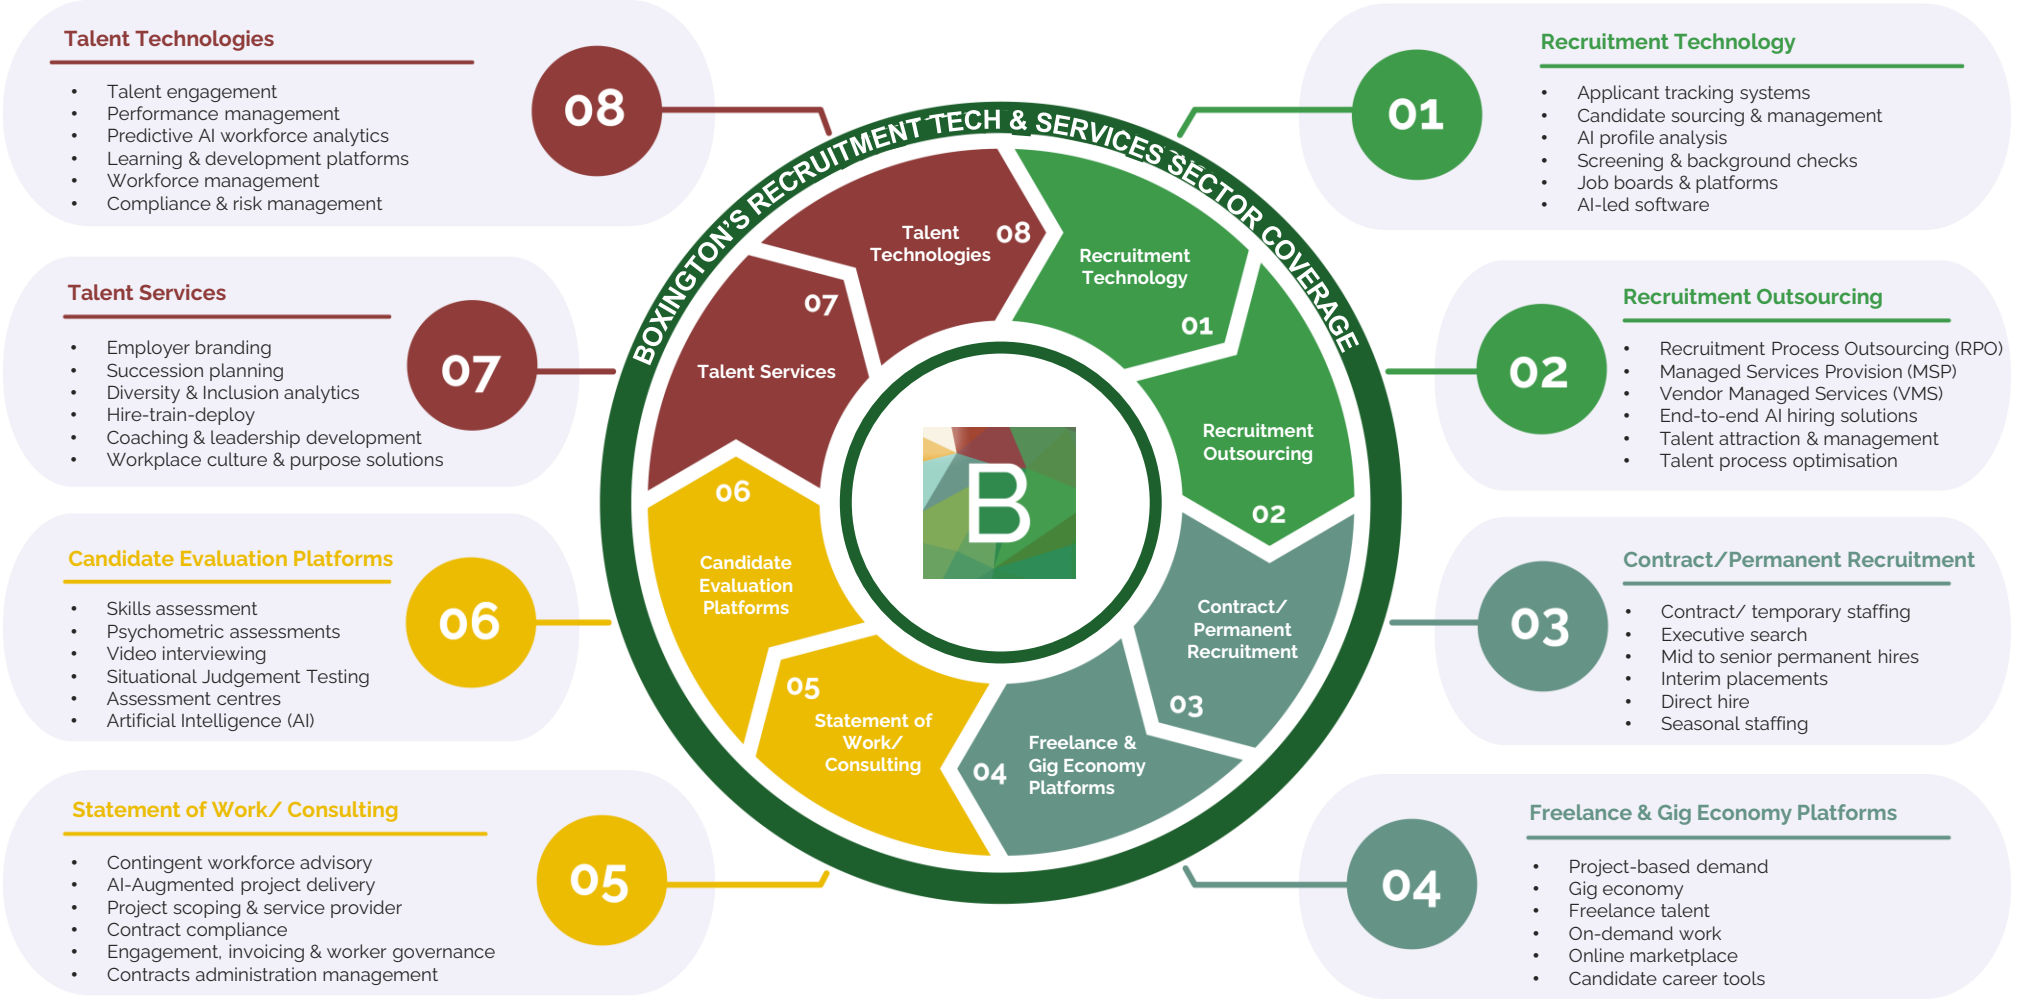 BOXINGTON'S RECRUITMENT TECH & SERVICES SECTOR COVERAGE
Recruitment Technology
01
• Applicant tracking systems
• Candidate sourcing & management
• AI profile analysis
• Screening & background checks
• Job boards & platforms
• AI-led software
Recruitment Outsourcing
02
• Recruitment Process Outsourcing (RPO)
• Managed Services Provision (MSP)
• Vendor Managed Services (VMS)
• End-to-end AI hiring solutions
• Talent attraction & management
• Talent process optimisation
Contract/Permanent Recruitment
03
• Contract/ temporary staffing
• Executive search
• Mid to senior permanent hires
• Interim placements
• Direct hire
• Seasonal staffing
Freelance & Gig Economy Platforms
04
• Project-based demand
• Gig economy
• Freelance talent
• On-demand work
• Online marketplace
• Candidate career tools
Statement of Work/ Consulting
05
• Contingent workforce advisory
• AI-Augmented project delivery
• Project scoping & service provider
• Contract compliance
• Engagement, invoicing & worker governance
• Contracts administration management
Candidate Evaluation Platforms
06
• Skills assessment
• Psychometric assessments
• Video interviewing
• Situational Judgement Testing
• Assessment centres
• Artificial Intelligence (AI)
Talent Services
07
• Employer branding
• Succession planning
• Diversity & Inclusion analytics
• Hire-train-deploy
• Coaching & leadership development
• Workplace culture & purpose solutions
Talent Technologies
08
• Talent engagement
• Performance management
• Predictive AI workforce analytics
• Learning & development platforms
• Workforce management
• Compliance & risk management
Recruitment
Technology
01
Recruitment
Outsourcing
02
Contract/
Permanent
Recruitment
03
Freelance &
Gig Economy
Platforms
04
Statement of
Work/
Consulting
05
Candidate
Evaluation
Platforms
06
Talent Services
07
Talent
Technologies
08
B